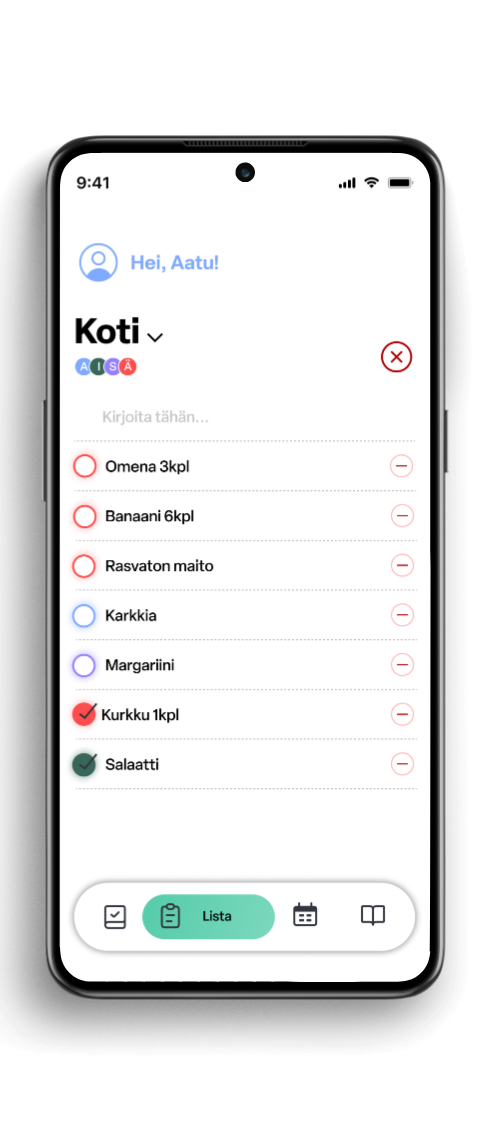 9:41
Hei, Aatu!
Koti
A I S Ä
Kirjoita tähän...
Omena 3kpl
Banaani 6kpl
Rasvaton maito
Karkkia
Margariini
Kurkku 1kpl
Salaatti
Lista